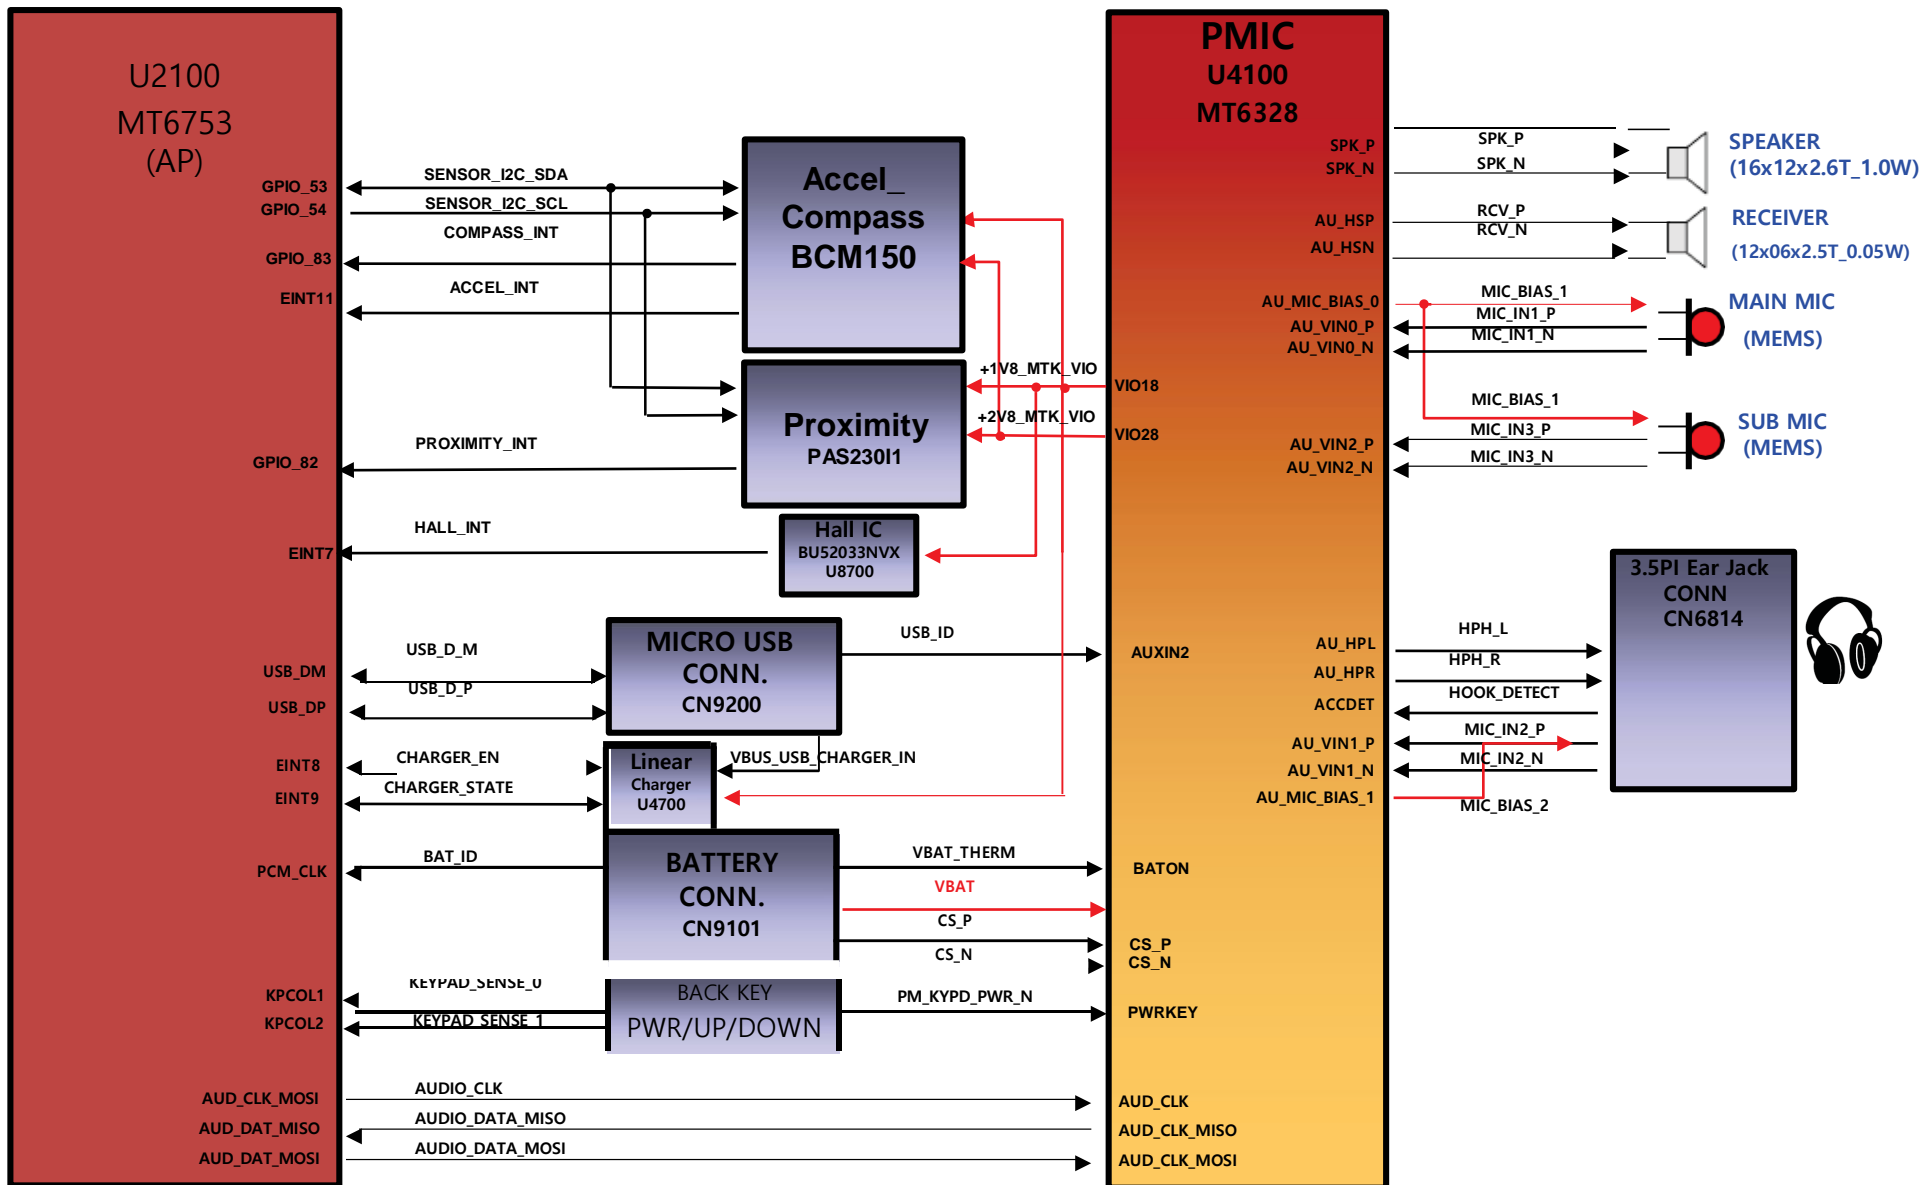 U2100
MT6753
(AP)
GPIO_53
GPIO_54
GPIO_83
EINT11
GPIO_82
EINT7
USB_DM
USB_DP
EINT8
EINT9
PCM_CLK
KPCOL1
KPCOL2
AUD_CLK_MOSI
AUD_DAT_MISO
AUD_DAT_MOSI
SENSOR_I2C_SDA
SENSOR_I2C_SCL
COMPASS_INT
ACCEL_INT
PROXIMITY_INT
HALL_INT
USB_D_M
USB_D_P
CHARGER_EN
CHARGER_STATE
BAT_ID
KEYPAD_SENSE_0
KEYPAD_SENSE_1
AUDIO_CLK
AUDIO_DATA_MISO
AUDIO_DATA_MOSI
Accel_
Compass
BCM150
Proximity
PAS230I1
Hall IC
BU52033NVX
U8700
MICRO USB
CONN.
CN9200
Linear
Charger
U4700
BATTERY
CONN.
CN9101
BACK KEY
PWR/UP/DOWN
+1V8_MTK_VIO
+2V8_MTK_VIO
USB_ID
VBUS_USB_CHARGER_IN
VBAT_THERM
VBAT
CS_P
CS_N
PM_KYPD_PWR_N
PMIC
U4100
MT6328
VIO18
VIO28
AUXIN2
BATON
CS_P
CS_N
PWRKEY
AUD_CLK
AUD_CLK_MISO
AUD_CLK_MOSI
SPK_P
SPK_N
AU_HSP
AU_HSN
AU_MIC_BIAS_0
AU_VIN0_P
AU_VIN0_N
AU_VIN2_P
AU_VIN2_N
AU_HPL
AU_HPR
ACCDET
AU_VIN1_P
AU_VIN1_N
AU_MIC_BIAS_1
SPK_P
SPK_N
RCV_P
RCV_N
MIC_BIAS_1
MIC_IN1_P
MIC_IN1_N
MIC_BIAS_1
MIC_IN3_P
MIC_IN3_N
HPH_L
HPH_R
HOOK_DETECT
MIC_IN2_P
MIC_IN2_N
MIC_BIAS_2
SPEAKER
(16x12x2.6T_1.0W)
RECEIVER
(12x06x2.5T_0.05W)
MAIN MIC
(MEMS)
SUB MIC
(MEMS)
3.5PI Ear Jack
CONN
CN6814